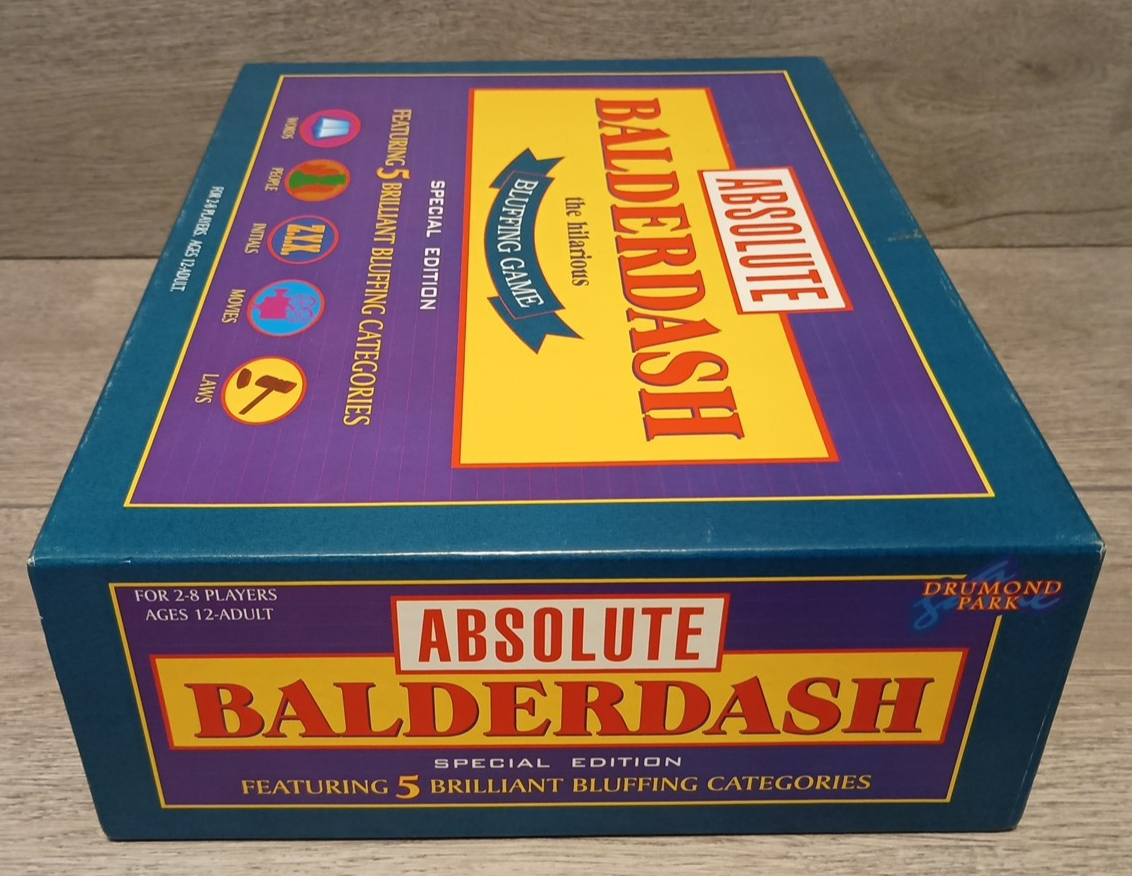 ABSOLUTE
BALDERDASH
the hilarious
BLUFFING GAME
SPECIAL EDITION
FEATURING 5 BRILLIANT BLUFFING CATEGORIES
WORDS
PEOPLE
INITIALS
MOVIES
LAWS
Z.Y.X.
FOR 2-8 PLAYERS AGES 12-ADULT
FOR 2-8 PLAYERS
AGES 12-ADULT
DRUMOND
PARK
ABSOLUTE
BALDERDASH
SPECIAL EDITION
FEATURING 5 BRILLIANT BLUFFING CATEGORIES